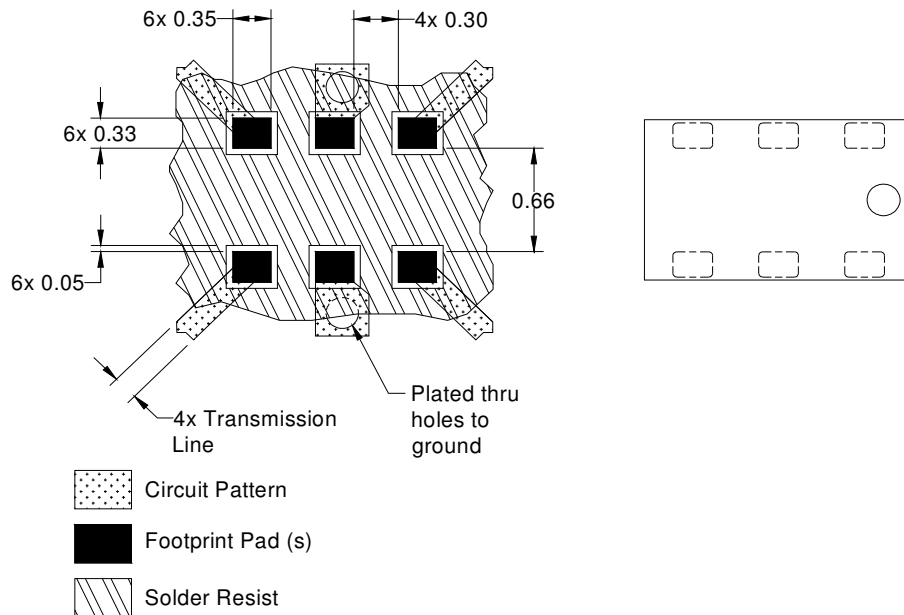 6x 0.35
4x 0.30
6x 0.33
0.66
6x 0.05
4x Transmission
Line
Plated thru
holes to
ground
Circuit Pattern
Footprint Pad (s)
Solder Resist